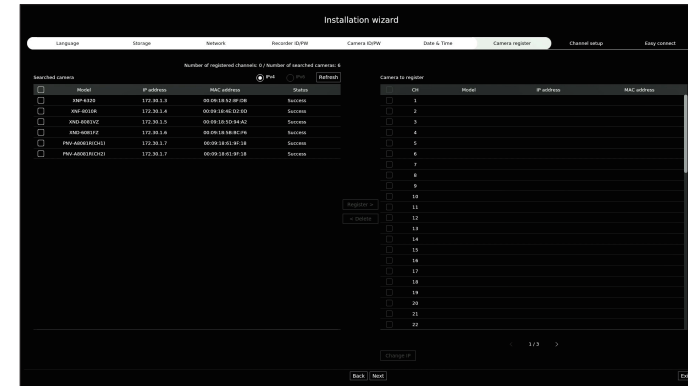 Installation wizard
Language Storage Network Recorder ID/PW Camera ID/PW Date & Time Camera register Channel setup Easy connect
Number of registered channels: 0 / Number of searched cameras: 6
Searched camera IPv4 IPv6 Refresh Camera to register
Model IP address MAC address Status CH Model IP address MAC address
XNP-6320 172.30.1.3 00:09:18:52:8F:DB Success 1
XNF-8010R 172.30.1.4 00:09:18:4E:D2:0D Success 2
XND-8081VZ 172.30.1.5 00:09:18:5D:94:A2 Success 3
XND-6081FZ 172.30.1.6 00:09:18:5B:BC:F6 Success 4
PNV-A8081R(CH1) 172.30.1.7 00:09:18:61:9F:18 Success 5
PNV-A8081R(CH2) 172.30.1.7 00:09:18:61:9F:18 Success 6
7
8
9
10
Register >
11
< Delete 12
13
14
15
16
17
18
19
20
21
22
< 1 / 3 >
Change IP
Back Next